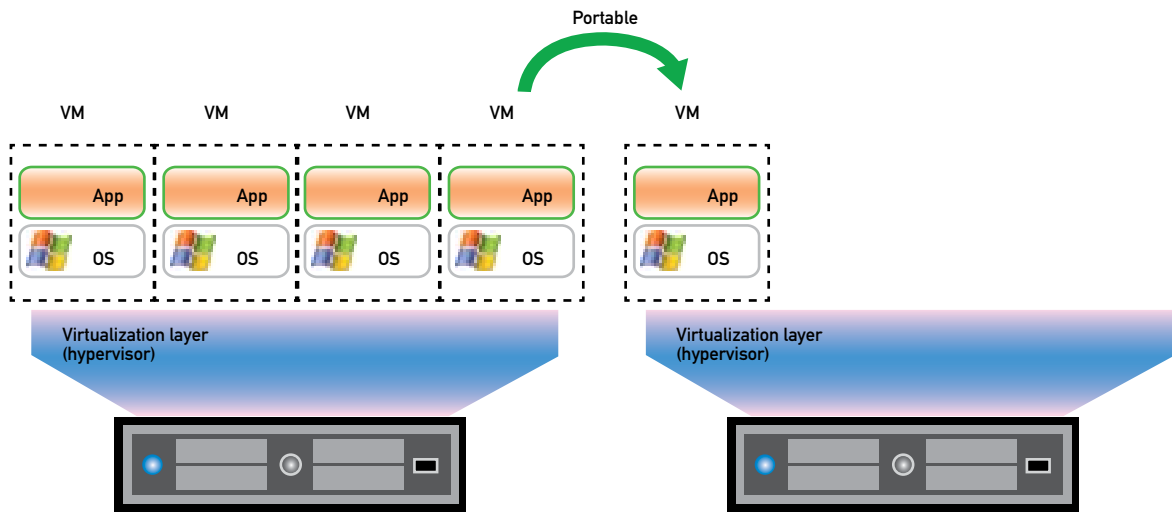 Portable
VM VM VM VM VM
App App App App App
OS OS OS OS OS
Virtualization layer
(hypervisor)
Virtualization layer
(hypervisor)